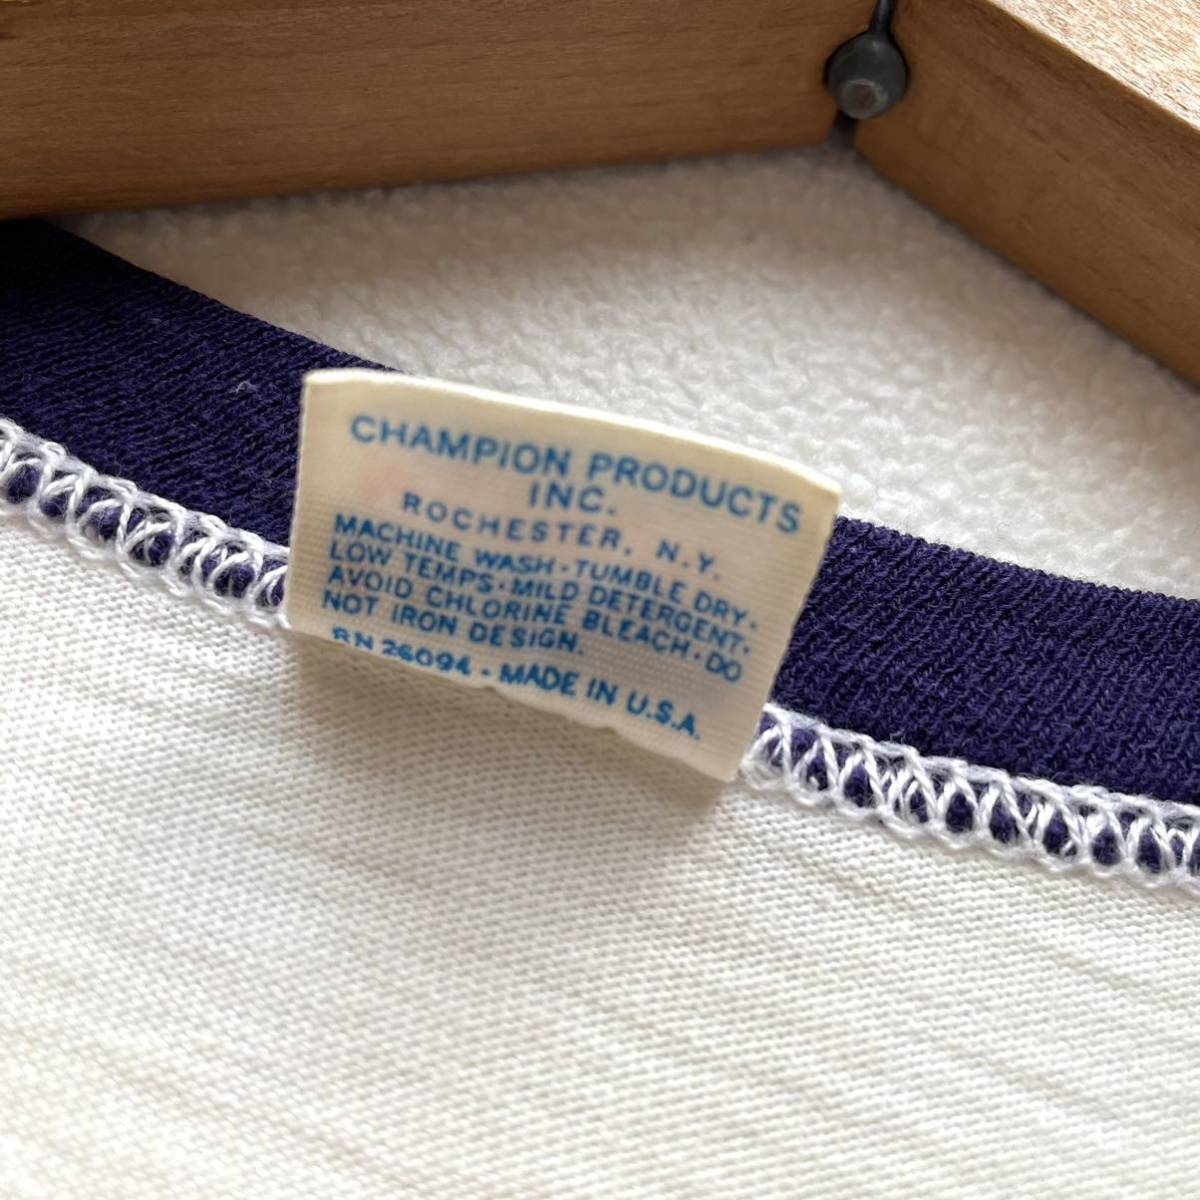 CHAMPION PRODUCTS
INC.
ROCHESTER, N.Y.
MACHINE WASH·TUMBLE DRY·
LOW TEMPS·MILD DETERGENT·
AVOID CHLORINE BLEACH·DO
NOT IRON DESIGN.
RN 26094 - MADE IN U.S.A.